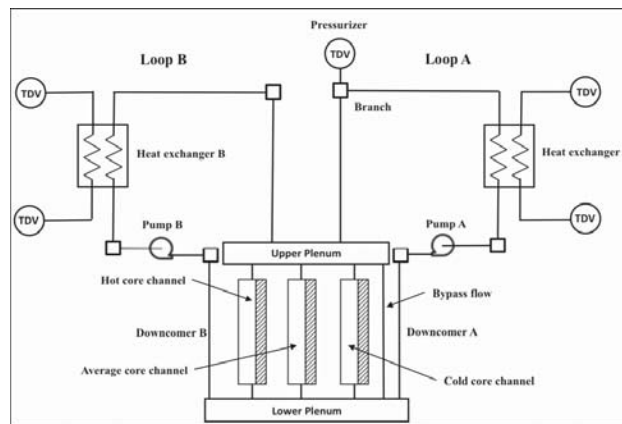 Pressurizer
TDV
Loop B
Loop A
TDV
TDV
Branch
Heat exchanger B
Heat exchanger
TDV
TDV
Pump B
Pump A
Upper Plenum
Hot core channel
Bypass flow
Downcomer B
Downcomer A
Average core channel
Cold core channel
Lower Plenum